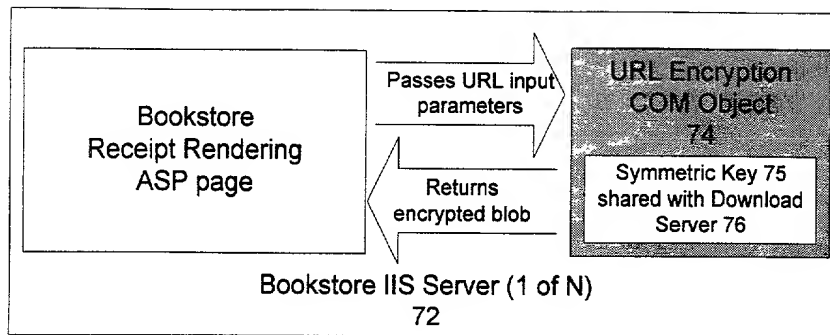 Bookstore
Receipt Rendering
ASP page
Passes URL input
parameters
Returns
encrypted blob
URL Encryption
COM Object
74
Symmetric Key 75
shared with Download
Server 76
Bookstore IIS Server (1 of N)
72